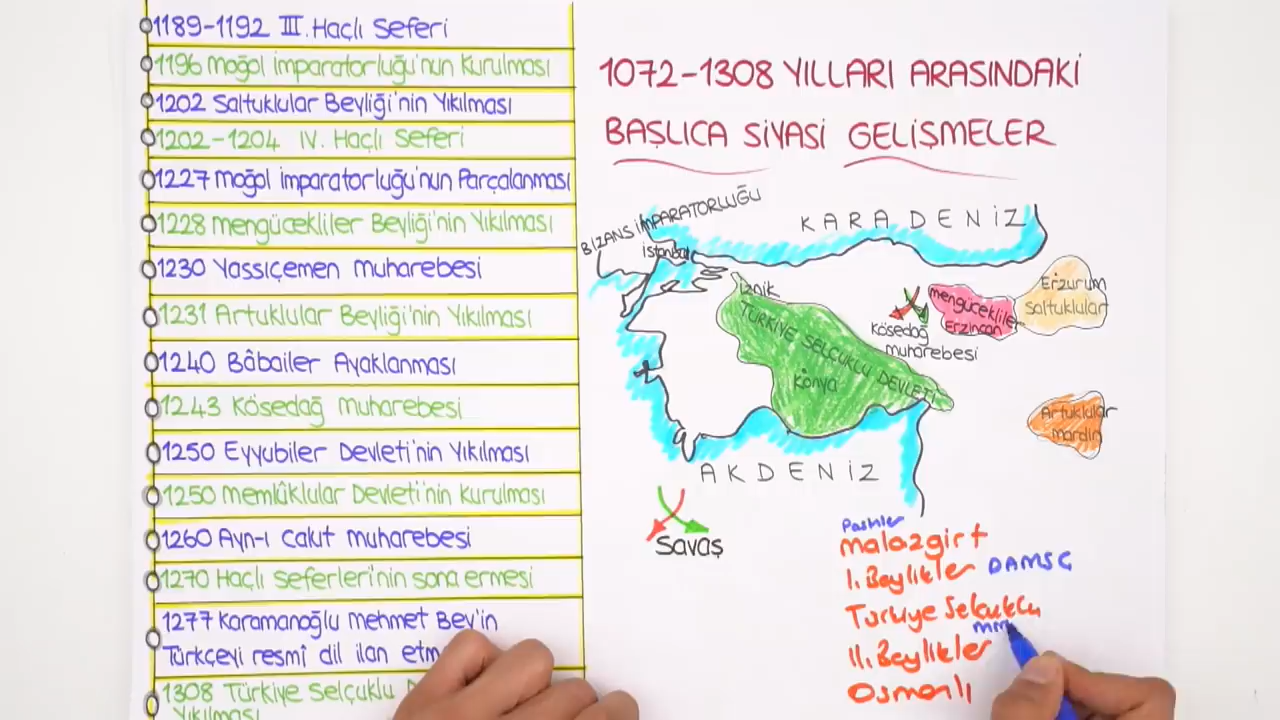 1189-1192 III. Haçlı Seferi
1196 Moğol İmparatorluğu'nun Kurulması
1202 Saltuklular Beyliği'nin Yıkılması
1202-1204 IV. Haçlı Seferi
1227 Moğol İmparatorluğu'nun Parçalanması
1228 Mengücekliler Beyliği'nin Yıkılması
1230 Yassıçemen Muharebesi
1231 Artuklular Beyliği'nin Yıkılması
1240 Bâbailer Ayaklanması
1243 Kösedağ Muharebesi
1250 Eyyubiler Devleti'nin Yıkılması
1250 Memlûklular Devleti'nin Kurulması
1260 Ayn-ı Calut Muharebesi
1270 Haçlı Seferleri'nin sona ermesi
1277 Karamanoğlu Mehmet Bey'in
Türkçeyi resmî dil ilan etm
1308 Türkiye Selçuklu D
Yıkılması
1072-1308 YILLARI ARASINDAKİ
BAŞLICA SİYASİ GELİŞMELER
BİZANS İMPARATORLUĞU
KARADENİZ
İstanbul
İznik
TÜRKİYE SELÇUKLU DEVLETİ
Konya
Kösedağ
Muharebesi
Mengücekliler
Erzincan
Erzurum
Saltuklular
Artuklular
Mardin
AKDENİZ
Savaş
Malazgirt
I. Beylikler DAMSÇ
Türkiye Selçuklu
II. Beylikler
Osmanlı